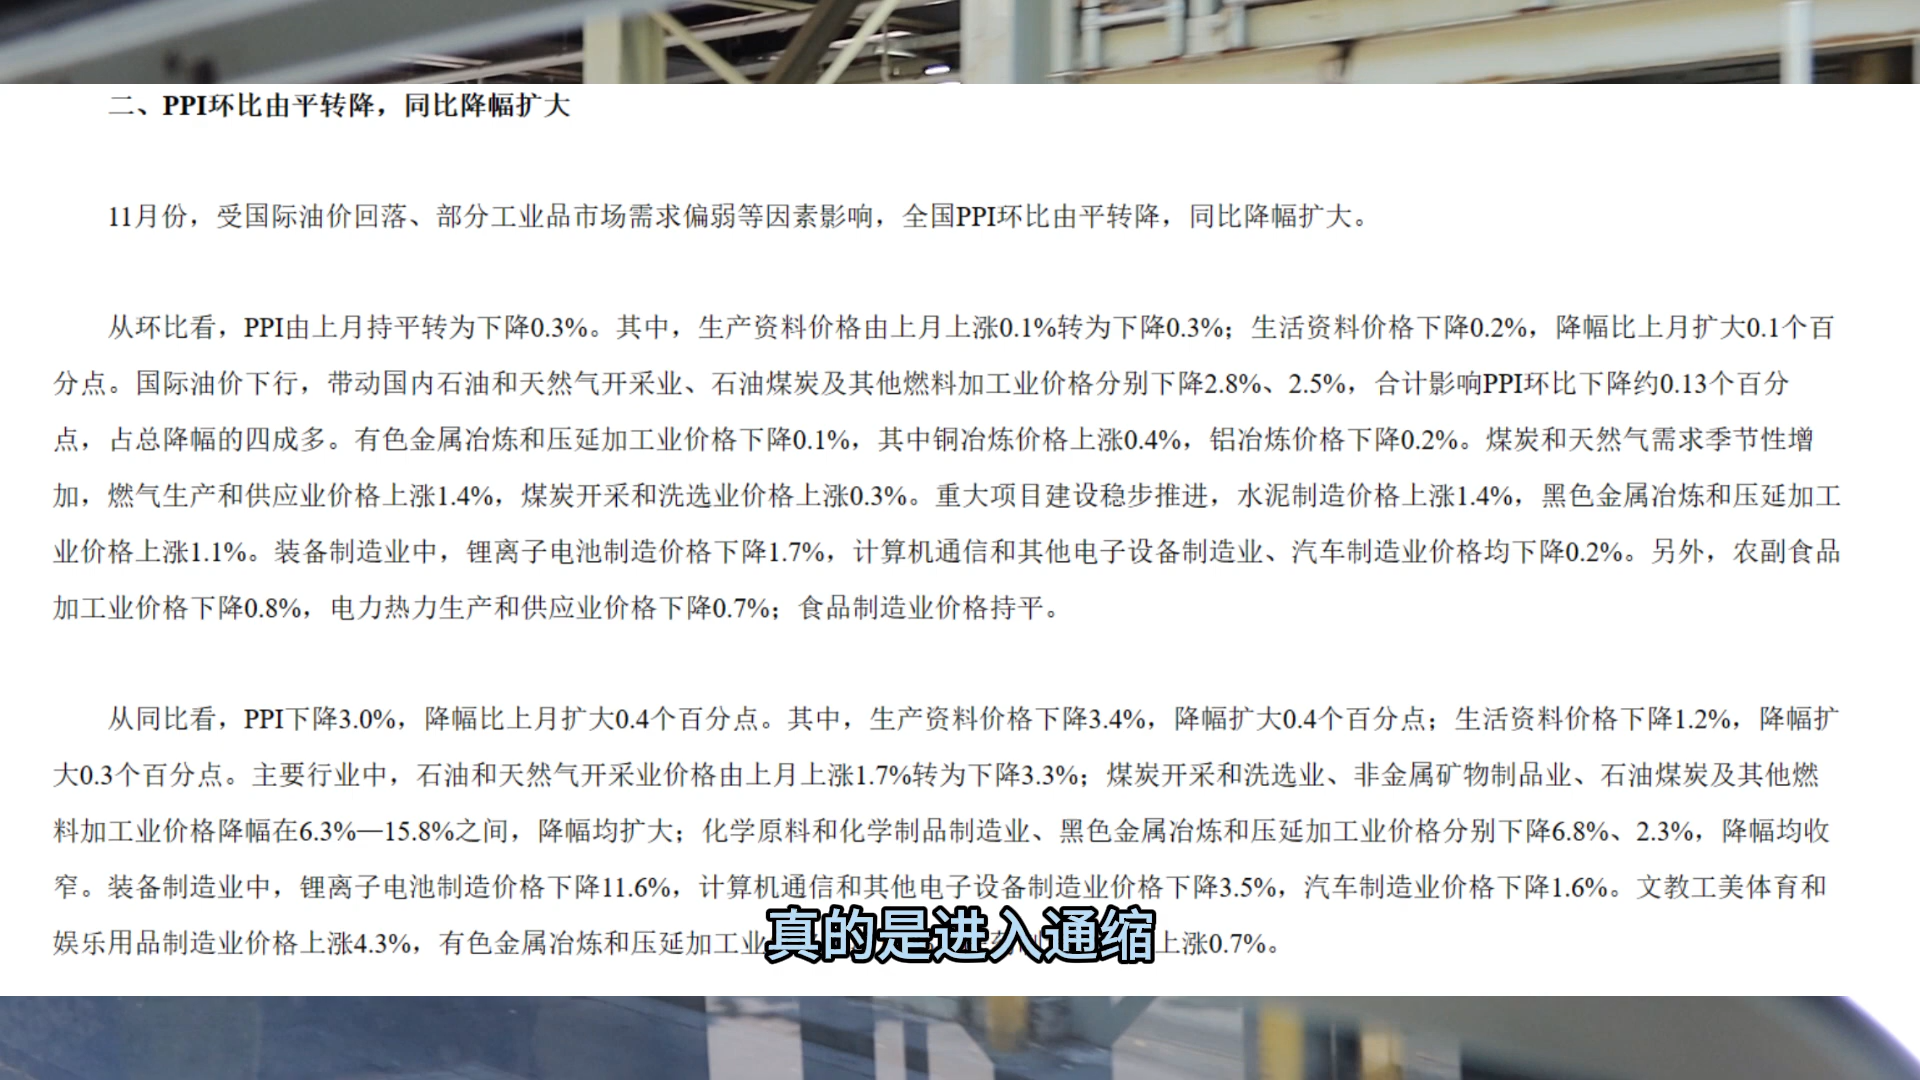 二、PPI环比由平转降，同比降幅扩大
11月份，受国际油价回落、部分工业品市场需求偏弱等因素影响，全国PPI环比由平转降，同比降幅扩大。
从环比看，PPI由上月持平转为下降0.3%。其中，生产资料价格由上月上涨0.1%转为下降0.3%；生活资料价格下降0.2%，降幅比上月扩大0.1个百
分点。国际油价下行，带动国内石油和天然气开采业、石油煤炭及其他燃料加工业价格分别下降2.8%、2.5%，合计影响PPI环比下降约0.13个百分
点，占总降幅的四成多。有色金属冶炼和压延加工业价格下降0.1%，其中铜冶炼价格上涨0.4%，铝冶炼价格下降0.2%。煤炭和天然气需求季节性增
加，燃气生产和供应业价格上涨1.4%，煤炭开采和洗选业价格上涨0.3%。重大项目建设稳步推进，水泥制造价格上涨1.4%，黑色金属冶炼和压延加工
业价格上涨1.1%。装备制造业中，锂离子电池制造价格下降1.7%，计算机通信和其他电子设备制造业、汽车制造业价格均下降0.2%。另外，农副食品
加工业价格下降0.8%，电力热力生产和供应业价格下降0.7%；食品制造业价格持平。
从同比看，PPI下降3.0%，降幅比上月扩大0.4个百分点。其中，生产资料价格下降3.4%，降幅扩大0.4个百分点；生活资料价格下降1.2%，降幅扩
大0.3个百分点。主要行业中，石油和天然气开采业价格由上月上涨1.7%转为下降3.3%；煤炭开采和洗选业、非金属矿物制品业、石油煤炭及其他燃
料加工业价格降幅在6.3%—15.8%之间，降幅均扩大；化学原料和化学制品制造业、黑色金属冶炼和压延加工业价格分别下降6.8%、2.3%，降幅均收
窄。装备制造业中，锂离子电池制造价格下降11.6%，计算机通信和其他电子设备制造业价格下降3.5%，汽车制造业价格下降1.6%。文教工美体育和
娱乐用品制造业价格上涨4.3%，有色金属冶炼和压延加工业 上涨0.7%。
真的是进入通缩